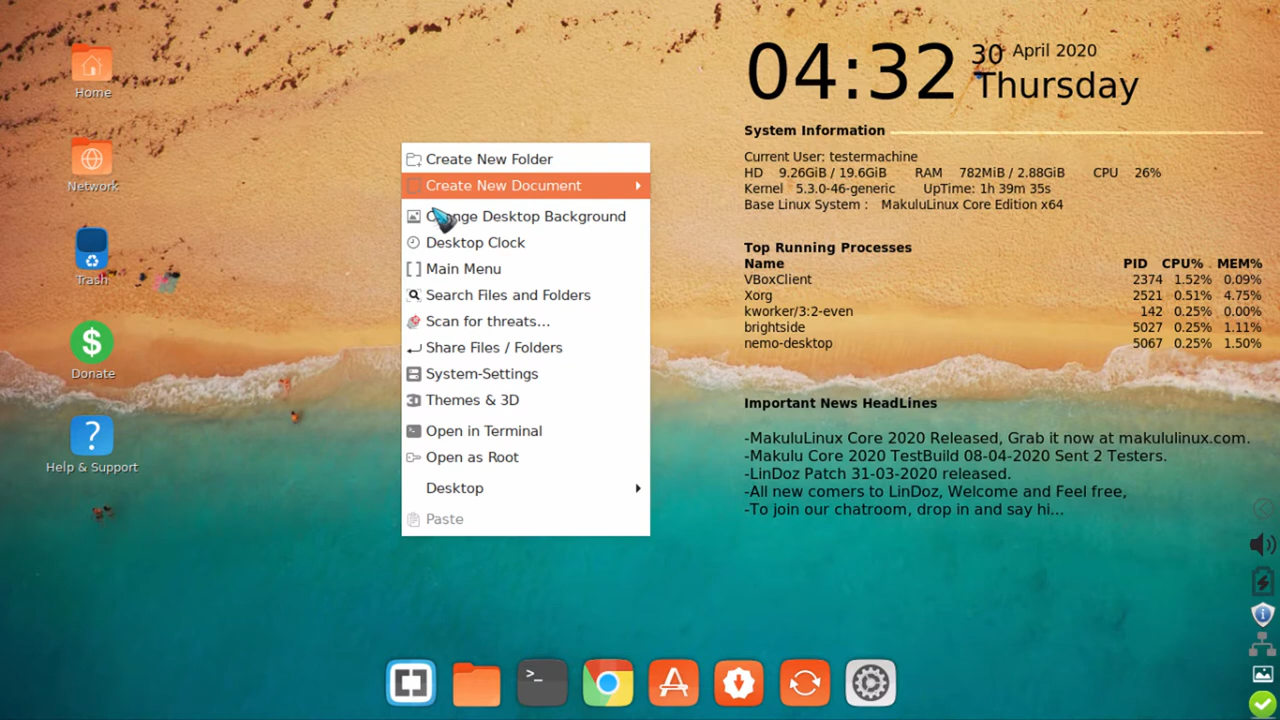 Home
Network
Trash
Donate
Help & Support
Create New Folder
Create New Document
Change Desktop Background
Desktop Clock
Main Menu
Search Files and Folders
Scan for threats...
Share Files / Folders
System-Settings
Themes & 3D
Open in Terminal
Open as Root
Desktop
Paste
04:32 30 April 2020
Thursday
System Information
Current User: testermachine
HD 9.26GiB / 19.6GiB RAM 782MiB / 2.88GiB CPU 26%
Kernel 5.3.0-46-generic UpTime: 1h 39m 35s
Base Linux System : MakuluLinux Core Edition x64
Top Running Processes
Name PID CPU% MEM%
VBoxClient 2374 1.52% 0.09%
Xorg 2521 0.51% 4.75%
kworker/3:2-even 142 0.25% 0.00%
brightside 5027 0.25% 1.11%
nemo-desktop 5067 0.25% 1.50%
Important News HeadLines
-MakuluLinux Core 2020 Released, Grab it now at makululinux.com.
-Makulu Core 2020 TestBuild 08-04-2020 Sent 2 Testers.
-LinDoz Patch 31-03-2020 released.
-All new comers to LinDoz, Welcome and Feel free,
-To join our chatroom, drop in and say hi...